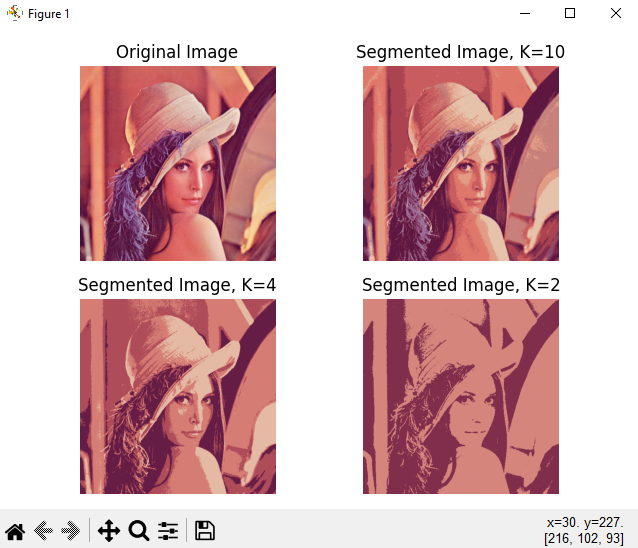 Figure 1
Original Image
Segmented Image, K=10
Segmented Image, K=4
Segmented Image, K=2
x=30. y=227.
[216, 102, 93]